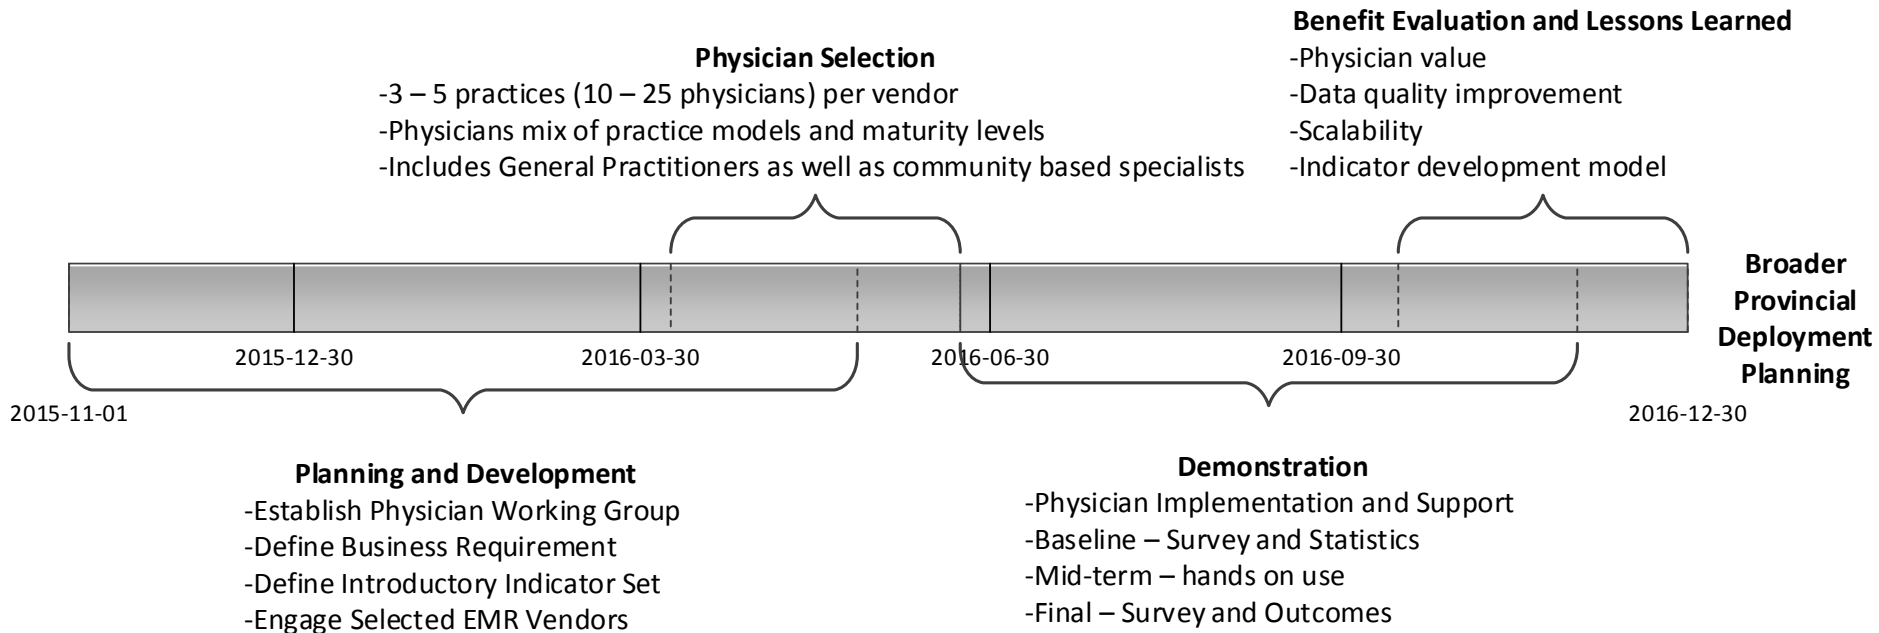 Benefit Evaluation and Lessons Learned
-Physician value
-Data quality improvement
-Scalability
-Indicator development model
Physician Selection
-3 – 5 practices (10 – 25 physicians) per vendor
-Physicians mix of practice models and maturity levels
-Includes General Practitioners as well as community based specialists
Broader
Provincial
Deployment
Planning
2015-12-30
2016-03-30
2016-06-30
2016-09-30
2015-11-01
2016-12-30
Planning and Development
-Establish Physician Working Group
-Define Business Requirement
-Define Introductory Indicator Set
-Engage Selected EMR Vendors
Demonstration
-Physician Implementation and Support
-Baseline – Survey and Statistics
-Mid-term – hands on use
-Final – Survey and Outcomes